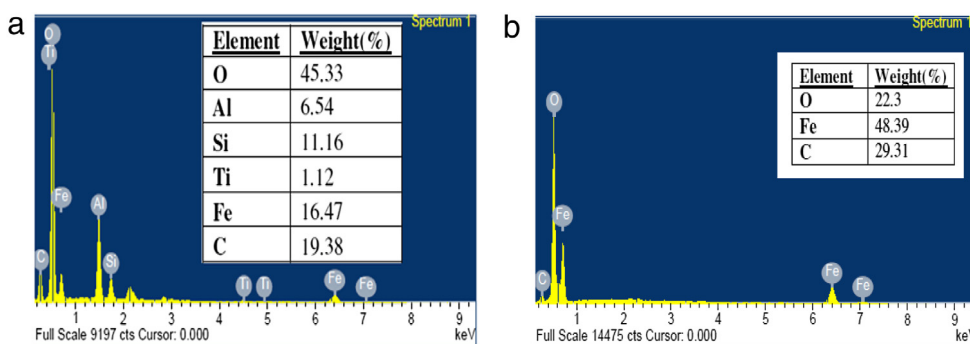 a
Spectrum 1
O
Ti
Fe
C
Al
Si
Ti
Ti
Fe
Fe
Element Weight(%)
O 45.33
Al 6.54
Si 11.16
Ti 1.12
Fe 16.47
C 19.38
1 2 3 4 5 6 7 8 9
Full Scale 9197 cts Cursor: 0.000 keV
b
Spectrum 1
O
Fe
C
Fe
Fe
Element Weight(%)
O 22.3
Fe 48.39
C 29.31
1 2 3 4 5 6 7 8 9
Full Scale 14475 cts Cursor: 0.000 keV